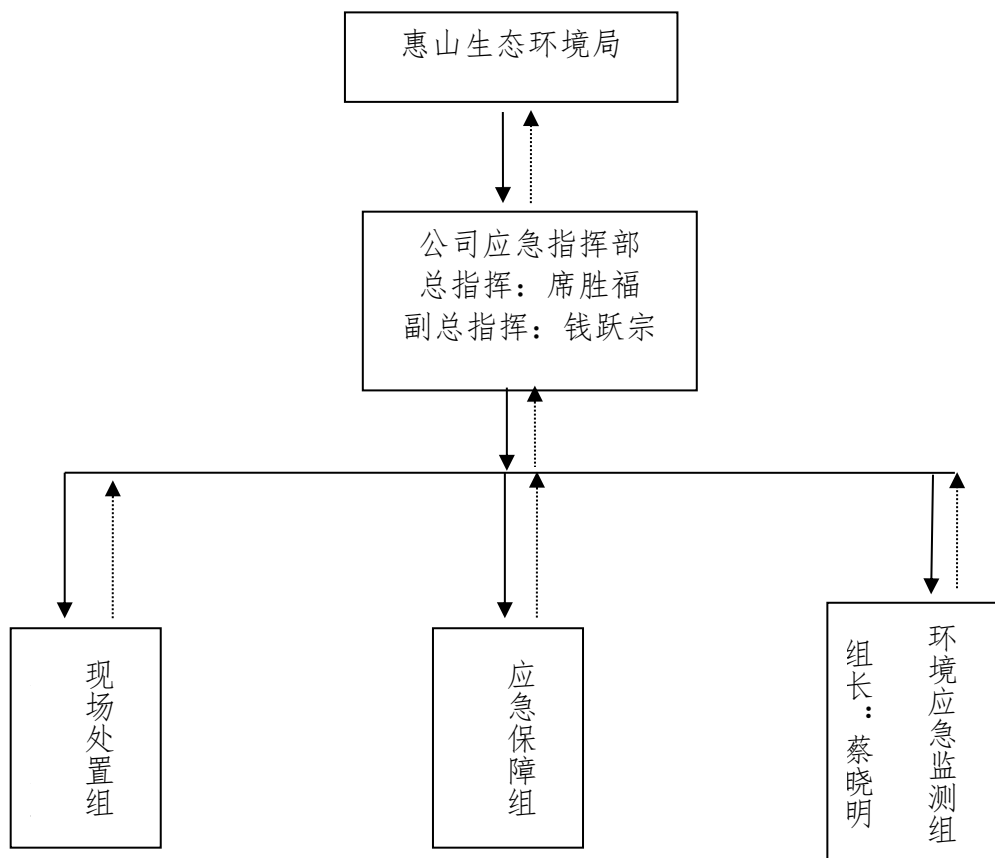 惠山生态环境局
公司应急指挥部
总指挥：席胜福
副总指挥：钱跃宗
现场处置组
应急保障组
环境应急监测组
组长：蔡晓明